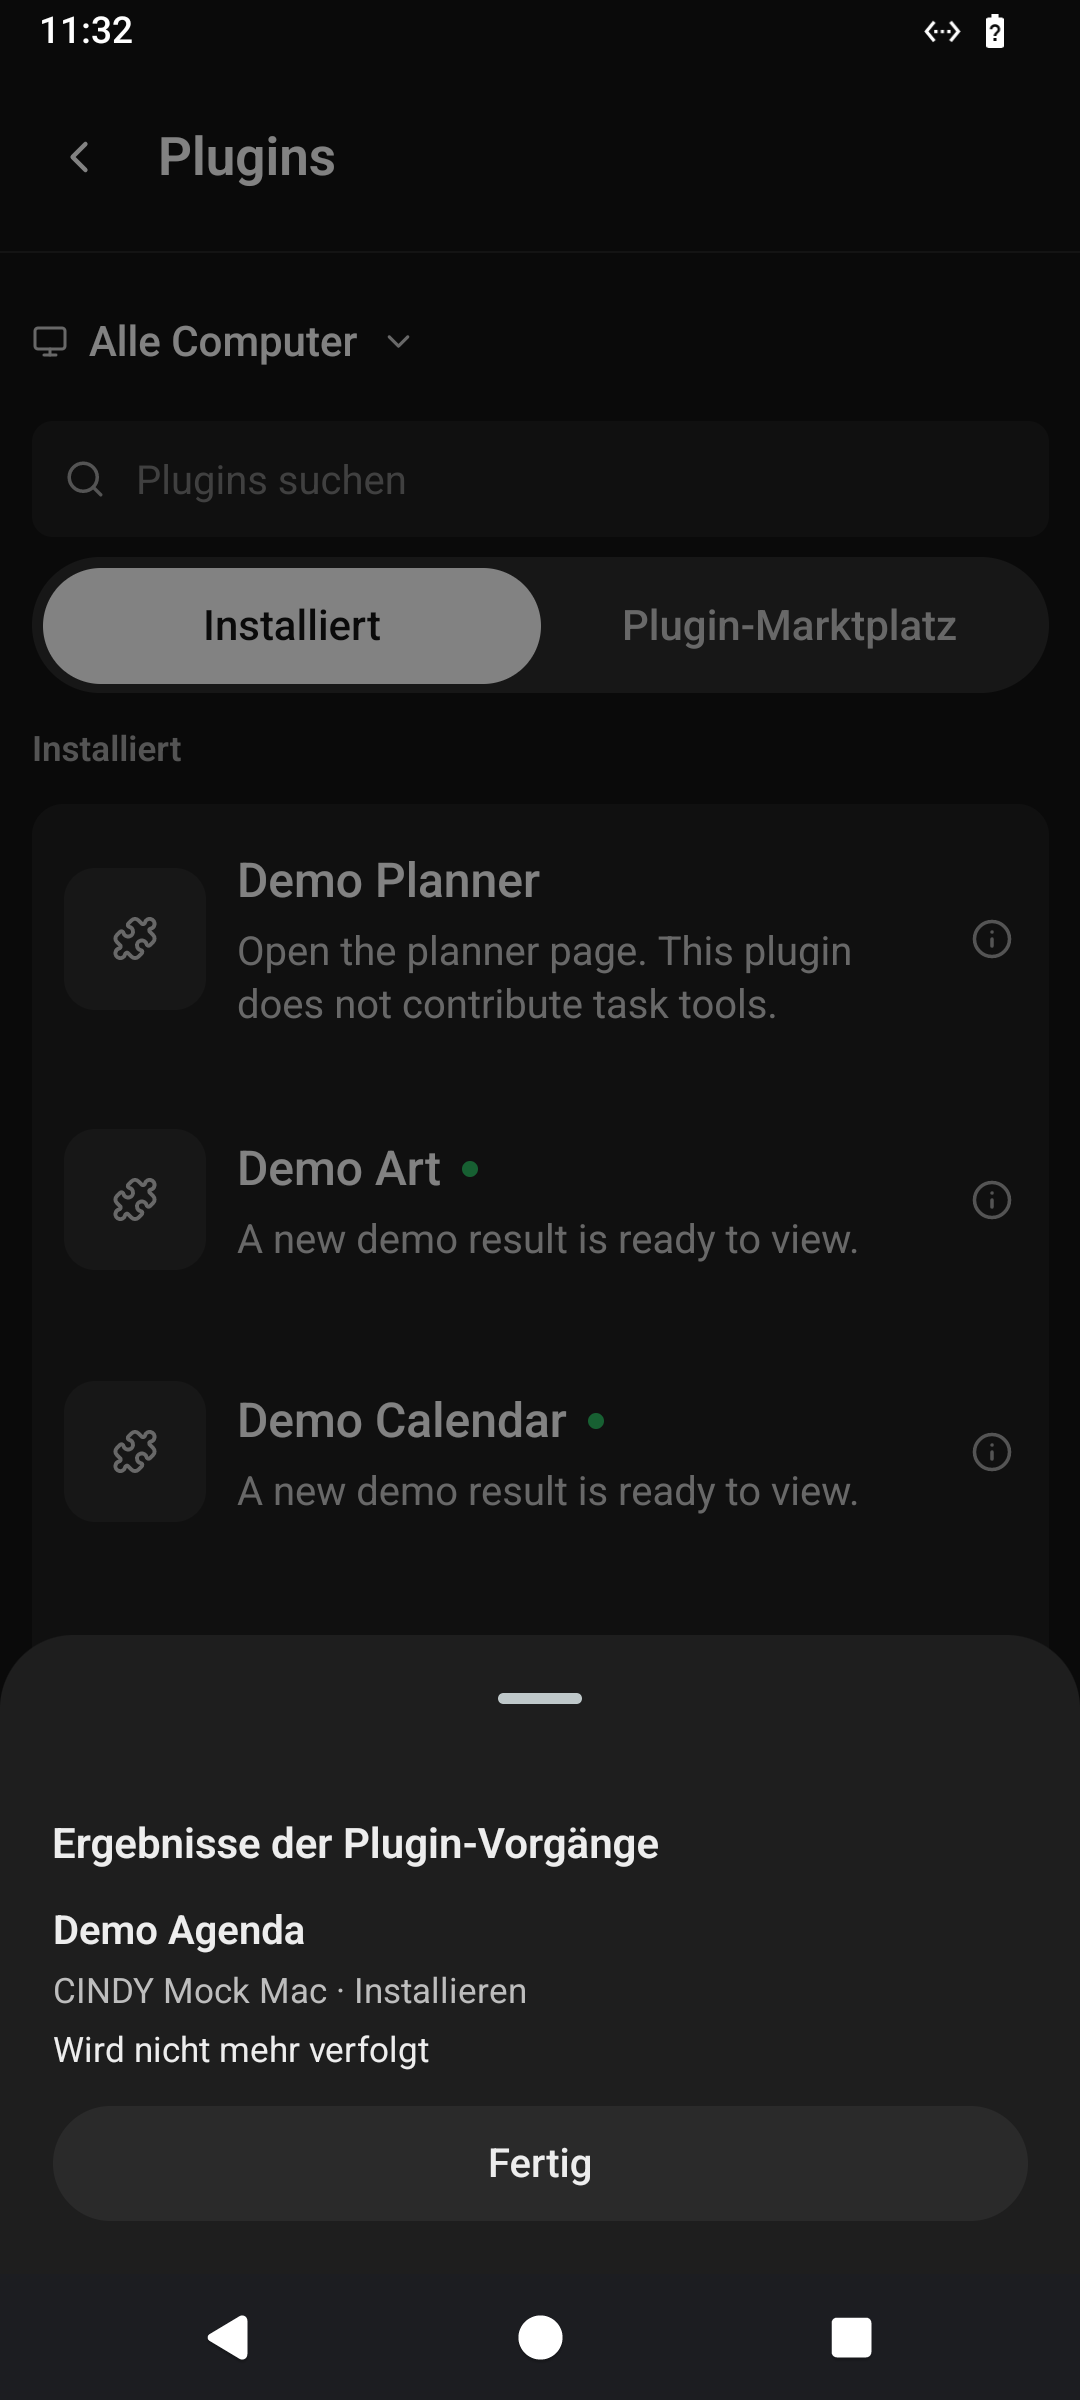 11:32
Plugins
Alle Computer
Plugins suchen
Installiert
Plugin-Marktplatz
Installiert
Demo Planner
Open the planner page. This plugin
does not contribute task tools.
Demo Art
A new demo result is ready to view.
Demo Calendar
A new demo result is ready to view.
Ergebnisse der Plugin-Vorgänge
Demo Agenda
CINDY Mock Mac · Installieren
Wird nicht mehr verfolgt
Fertig